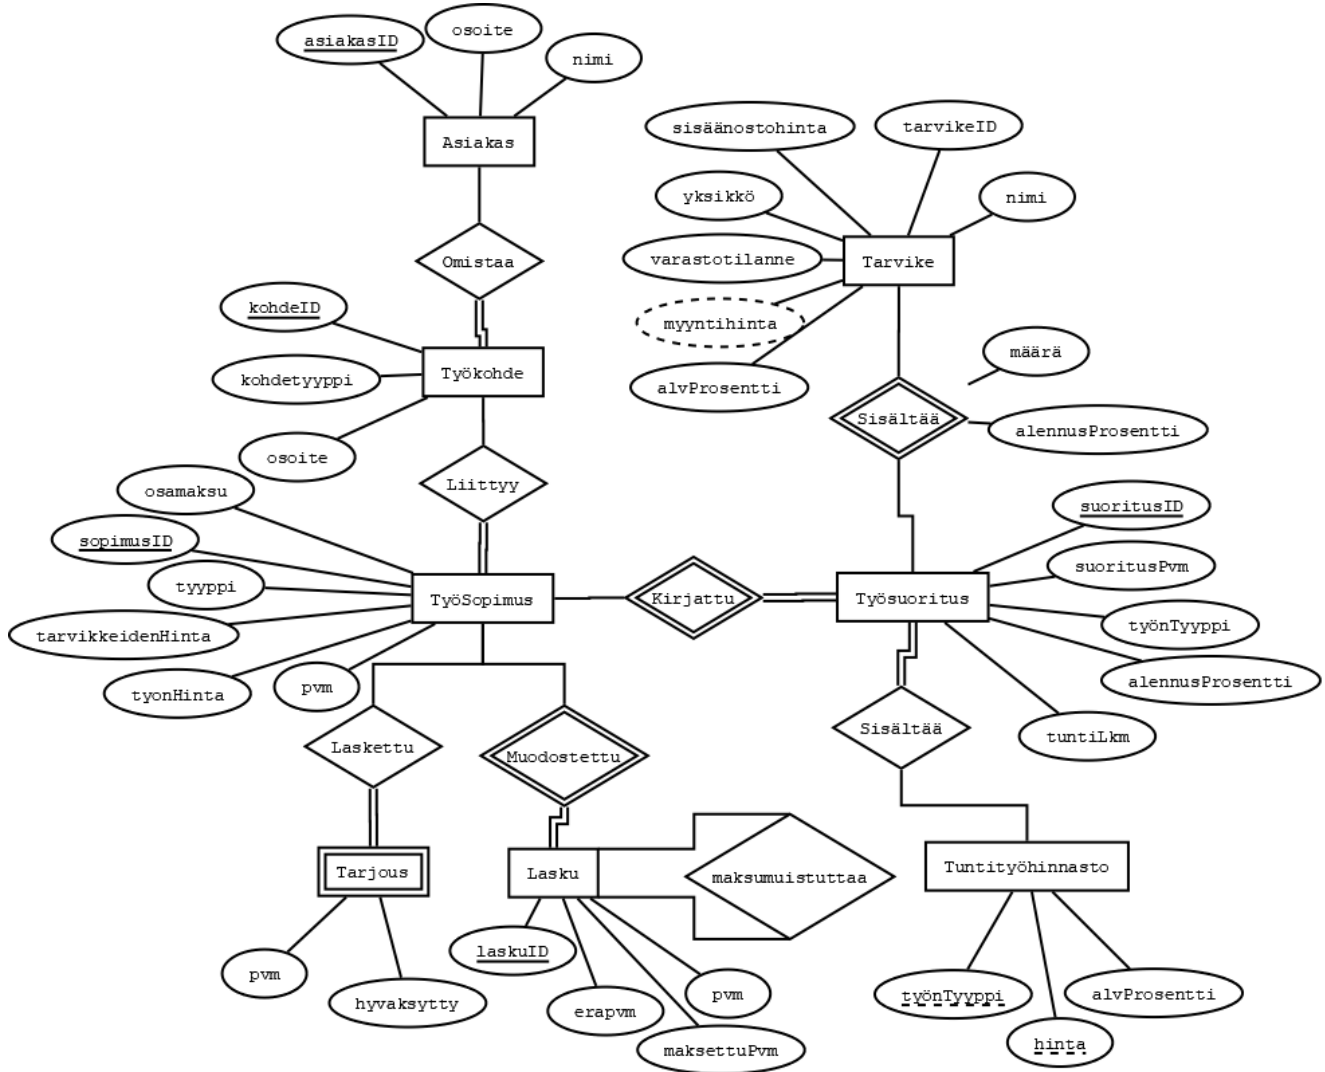 asiakasID
osoite
nimi
Asiakas
sisäänostohinta
tarvikeID
yksikkö
nimi
Omistaa
varastotilanne
Tarvike
kohdeID
myyntihinta
Työkohde
kohdetyyppi
määrä
alvProsentti
Sisältää
alennusProsentti
osoite
Liittyy
osamaksu
suoritusID
sopimusID
suoritusPvm
tyyppi
TyöSopimus
Kirjattu
Työsuoritus
työnTyyppi
tarvikkeidenHinta
alennusProsentti
tyonHinta
pvm
Laskettu
Muodostettu
Sisältää
tuntiLkm
Tarjous
Lasku
maksumuistuttaa
Tuntityöhinnasto
laskuID
pvm
hyvaksytty
erapvm
pvm
maksettuPvm
työnTyyppi
alvProsentti
hinta